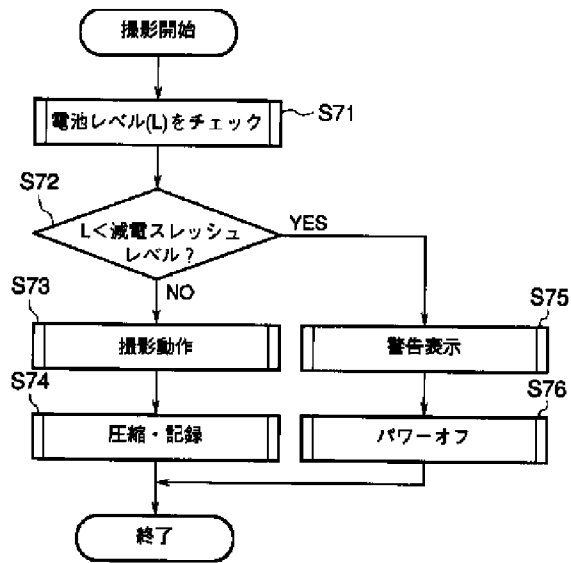 撮影開始
電池レベル(L)をチェック
S71
S72
L<減電スレッシュ
レベル?
YES
NO
S73
撮影動作
S75
警告表示
S74
圧縮・記録
S76
パワーオフ
終了